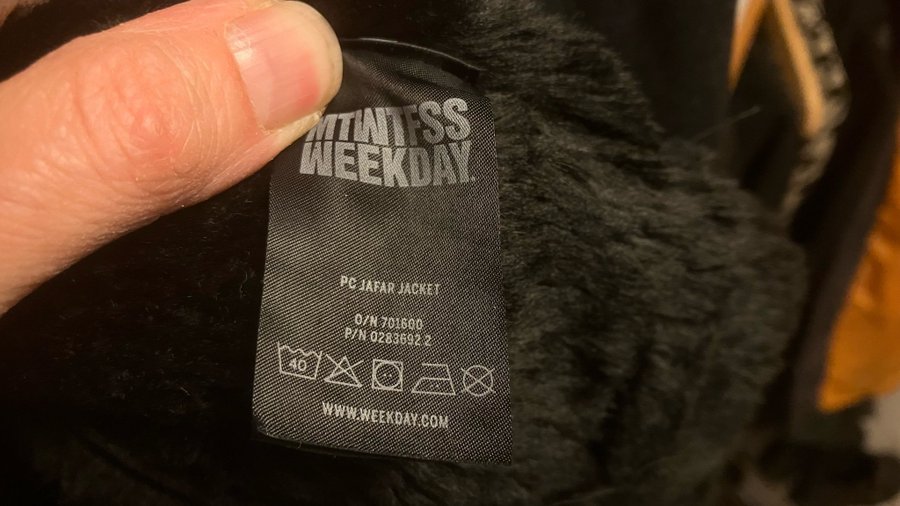 MTWTFSS
WEEKDAY.
PC JAFAR JACKET
O/N 701600
P/N 0283692.2
40
WWW.WEEKDAY.COM